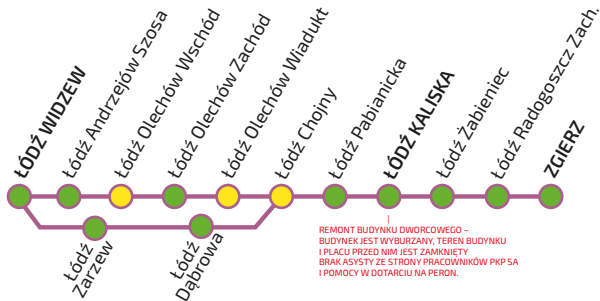 ŁÓDŹ WIDZEW
Łódź Andrzejów Szosa
Łódź Olechów Wschód
Łódź Olechów Zachód
Łódź Olechów Wiadukt
Łódź Chojny
Łódź Pabianicka
ŁÓDŹ KALISKA
Łódź Żabieniec
Łódź Radogoszcz Zach.
ZGIERZ
Łódź
Zarzew
Łódź
Dąbrowa
REMONT BUDYNKU DWORCOWEGO –
BUDYNEK JEST WYBURZANY, TEREN BUDYNKU
I PLACU PRZED NIM JEST ZAMKNIĘTY
BRAK ASYSTY ZE STRONY PRACOWNIKÓW PKP SA
I POMOCY W DOTARCIU NA PERON.